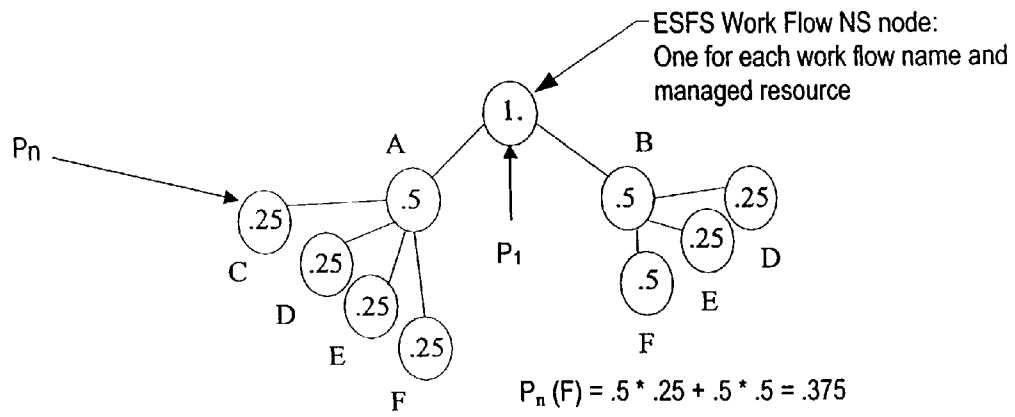 ESFS Work Flow NS node:
One for each work flow name and
managed resource
1.
A
B
Pn
.5
.5
.25
.25
P1
.25
.25
D
C
.25
.5
E
D
.25
F
E
.25
F
Pn (F) = .5 * .25 + .5 * .5 = .375